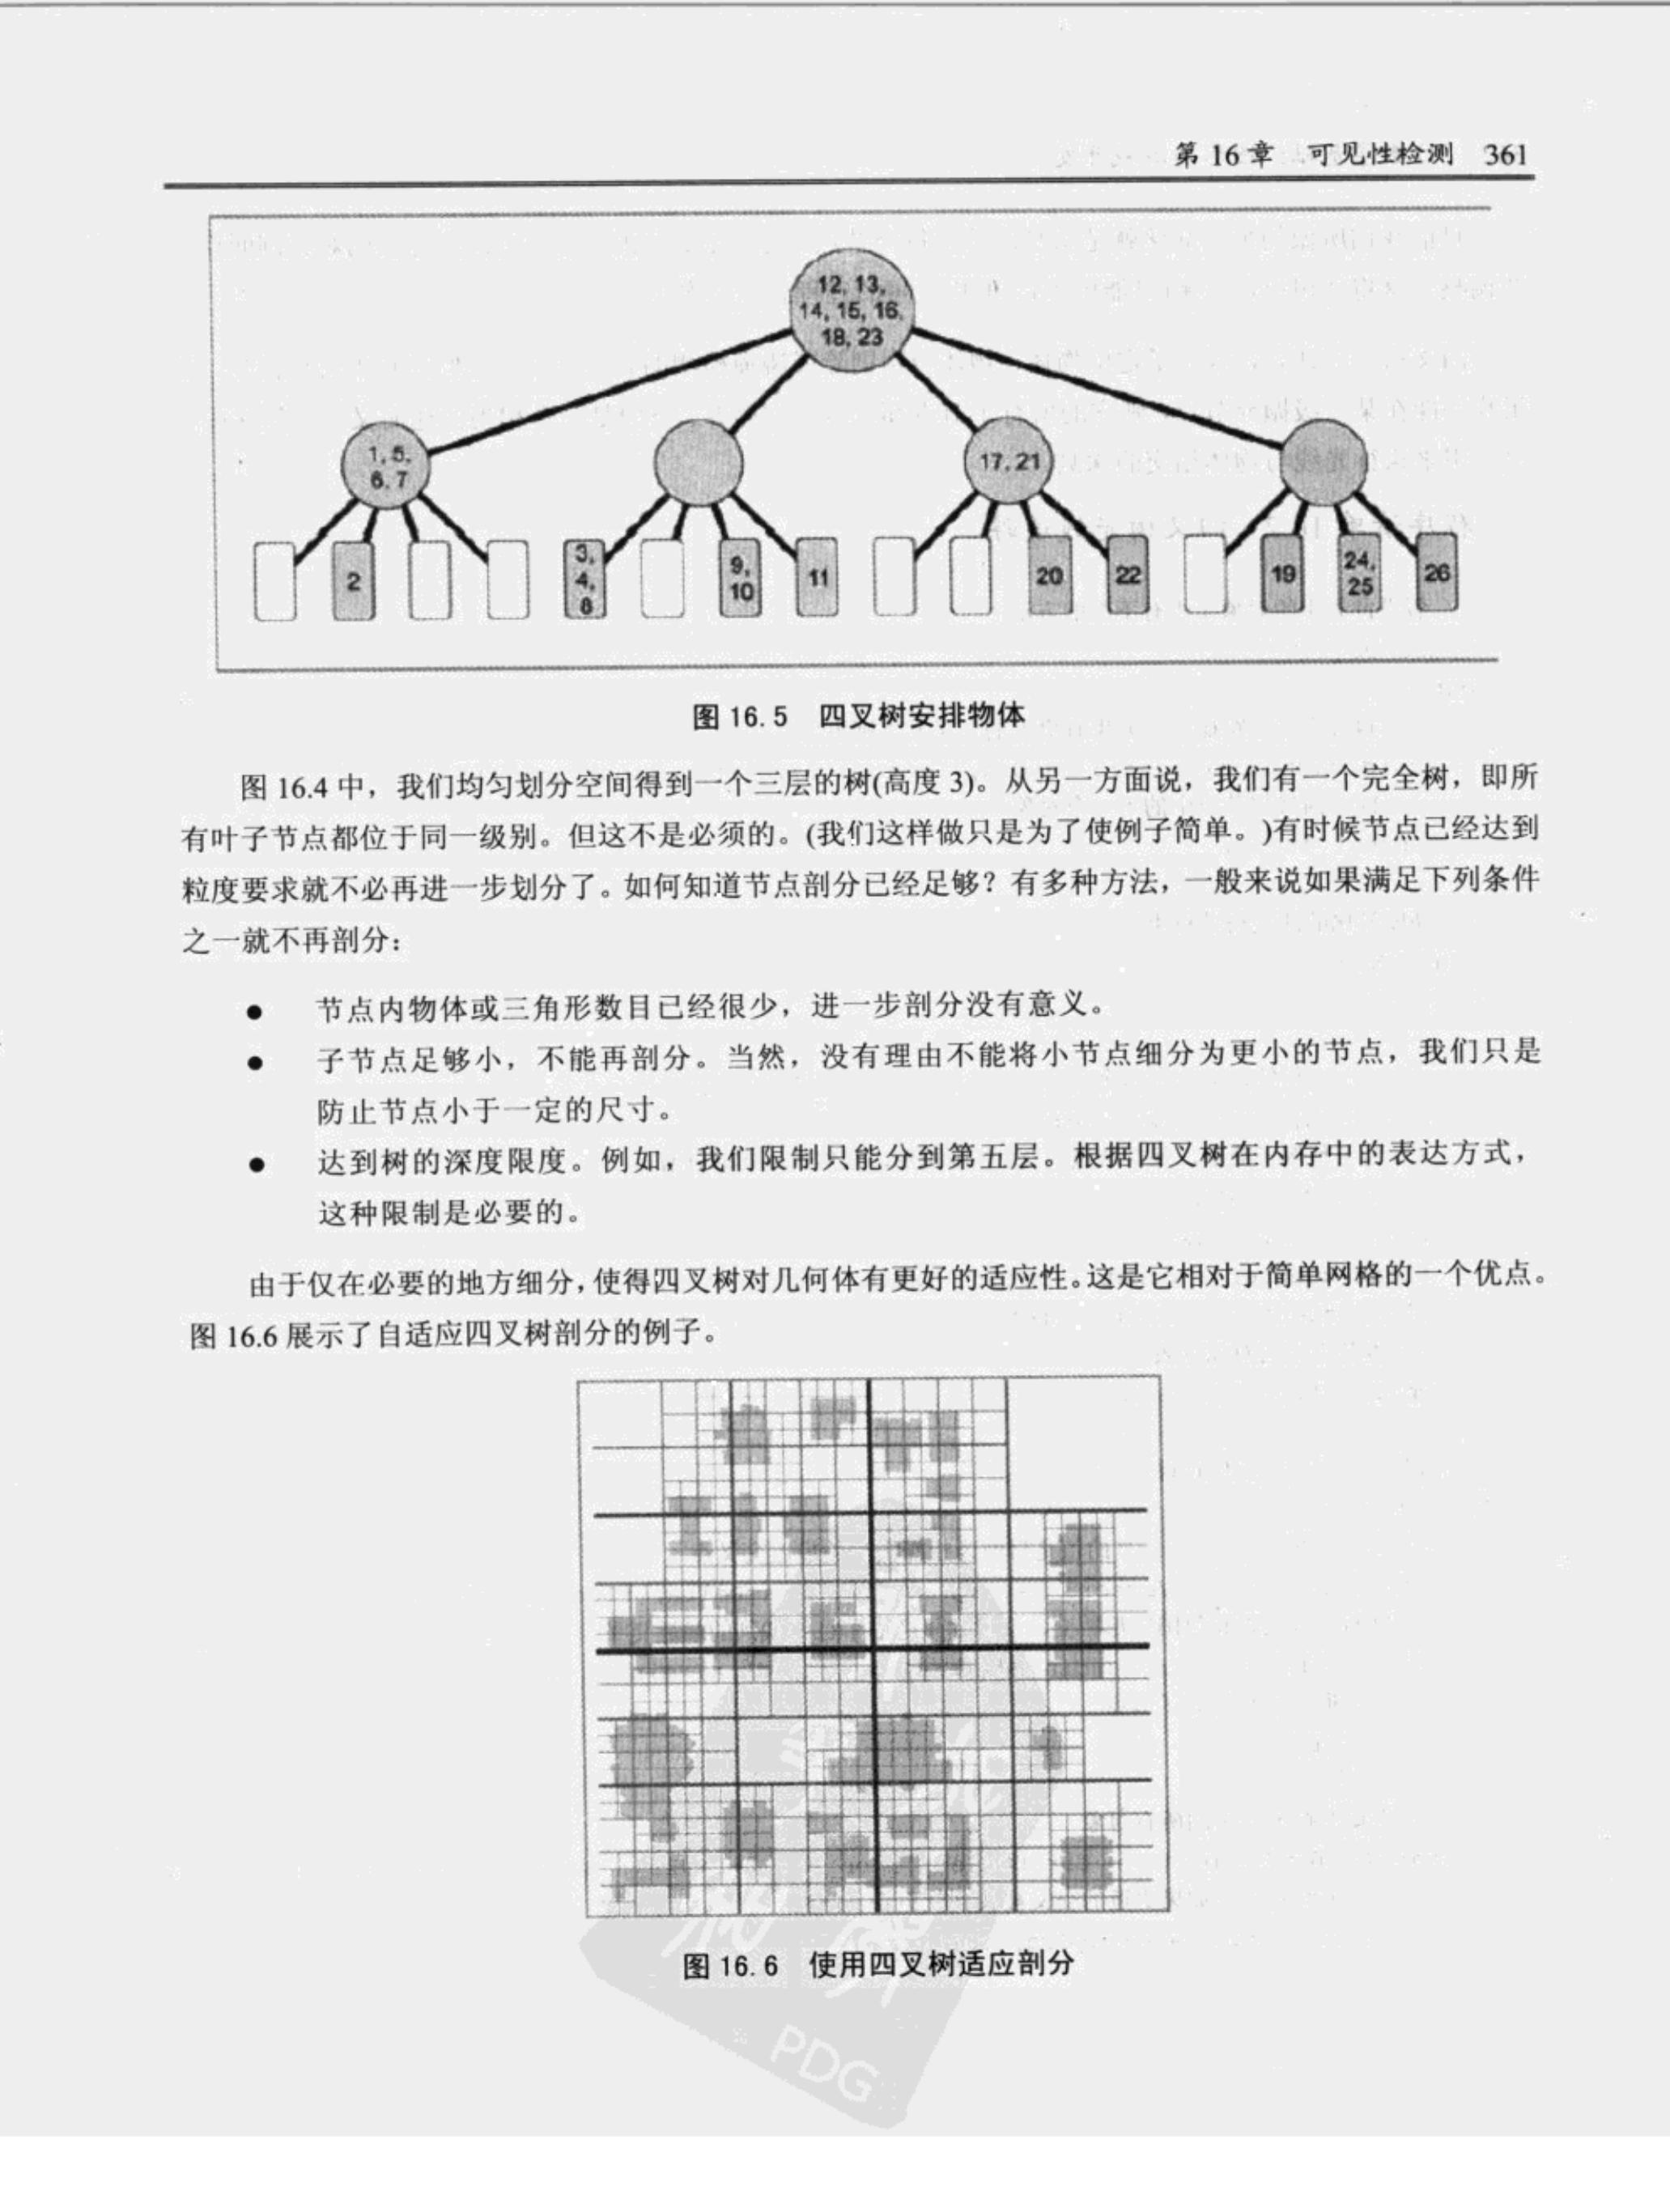 第 16 章 可见性检测 361
12, 13,
14, 15, 16,
18, 23
1, 5,
6, 7
17, 21
2
3,
4,
8
9,
10
11
20
22
19
24,
25
26
图 16.5 四叉树安排物体
图 16.4 中，我们均匀划分空间得到一个三层的树(高度 3)。从另一方面说，我们有一个完全树，即所
有叶子节点都位于同一级别。但这不是必须的。(我们这样做只是为了使例子简单。)有时候节点已经达到
粒度要求就不必再进一步划分了。如何知道节点剖分已经足够？有多种方法，一般来说如果满足下列条件
之一就不再剖分：
● 节点内物体或三角形数目已经很少，进一步剖分没有意义。
● 子节点足够小，不能再剖分。当然，没有理由不能将小节点细分为更小的节点，我们只是
防止节点小于一定的尺寸。
● 达到树的深度限度。例如，我们限制只能分到第五层。根据四叉树在内存中的表达方式，
这种限制是必要的。
由于仅在必要的地方细分，使得四叉树对几何体有更好的适应性。这是它相对于简单网格的一个优点。
图 16.6 展示了自适应四叉树剖分的例子。
图 16.6 使用四叉树适应剖分
PDG